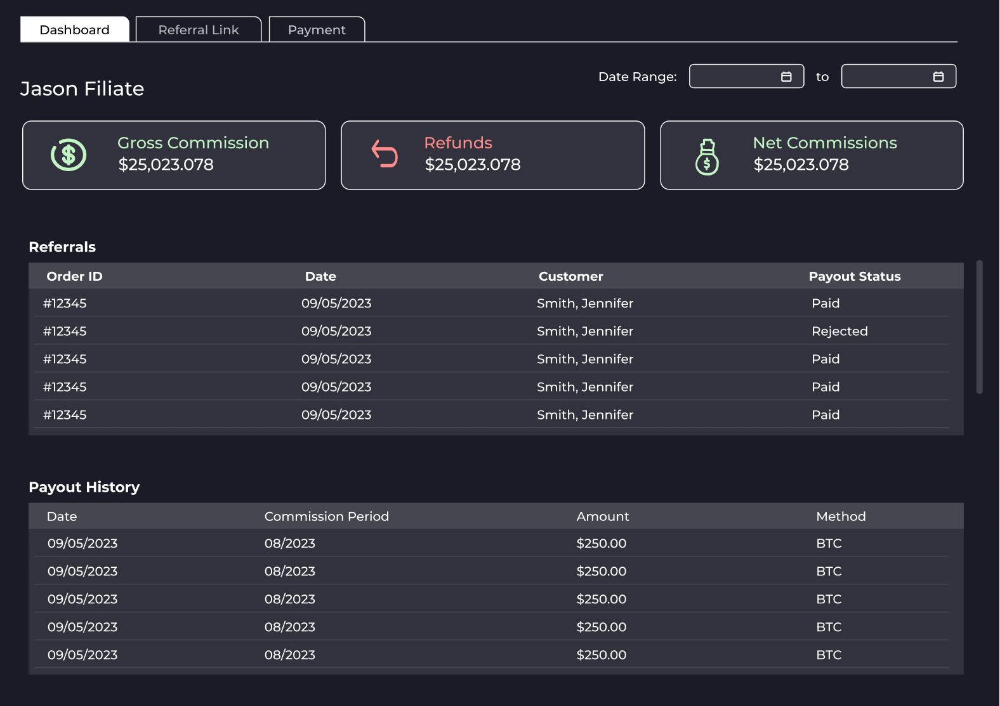 Dashboard Referral Link Payment
Jason Filiate
Date Range: to
Gross Commission
$25,023.078
Refunds
$25,023.078
Net Commissions
$25,023.078
Referrals
Order ID Date Customer Payout Status
#12345 09/05/2023 Smith, Jennifer Paid
#12345 09/05/2023 Smith, Jennifer Rejected
#12345 09/05/2023 Smith, Jennifer Paid
#12345 09/05/2023 Smith, Jennifer Paid
#12345 09/05/2023 Smith, Jennifer Paid
Payout History
Date Commission Period Amount Method
09/05/2023 08/2023 $250.00 BTC
09/05/2023 08/2023 $250.00 BTC
09/05/2023 08/2023 $250.00 BTC
09/05/2023 08/2023 $250.00 BTC
09/05/2023 08/2023 $250.00 BTC